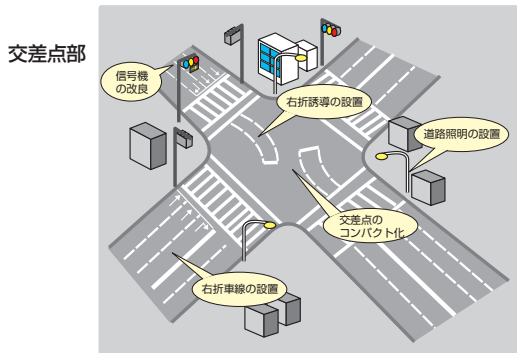 交差点部
信号機
の改良
右折誘導の設置
道路照明の設置
交差点の
コンパクト化
右折車線の設置